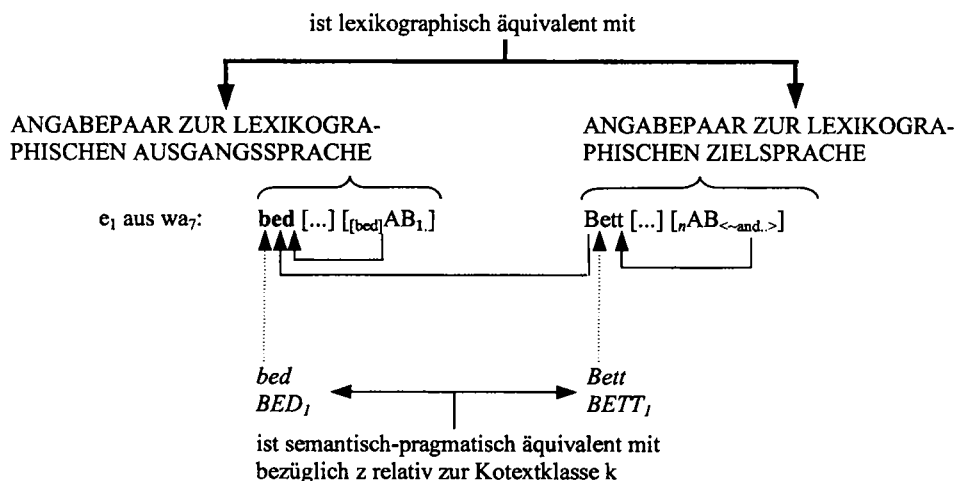 ist lexikographisch äquivalent mit
ANGABEPAAR ZUR LEXIKOGRA-
PHISCHEN AUSGANGSSPRACHE
ANGABEPAAR ZUR LEXIKOGRA-
PHISCHEN ZIELSPRACHE
e₁ aus wa₇: bed [...] [[bed]AB₁.] Bett [...] [ₙAB<~and..>]
bed Bett
BED₁ BETT₁
ist semantisch-pragmatisch äquivalent mit
bezüglich z relativ zur Kotextklasse k